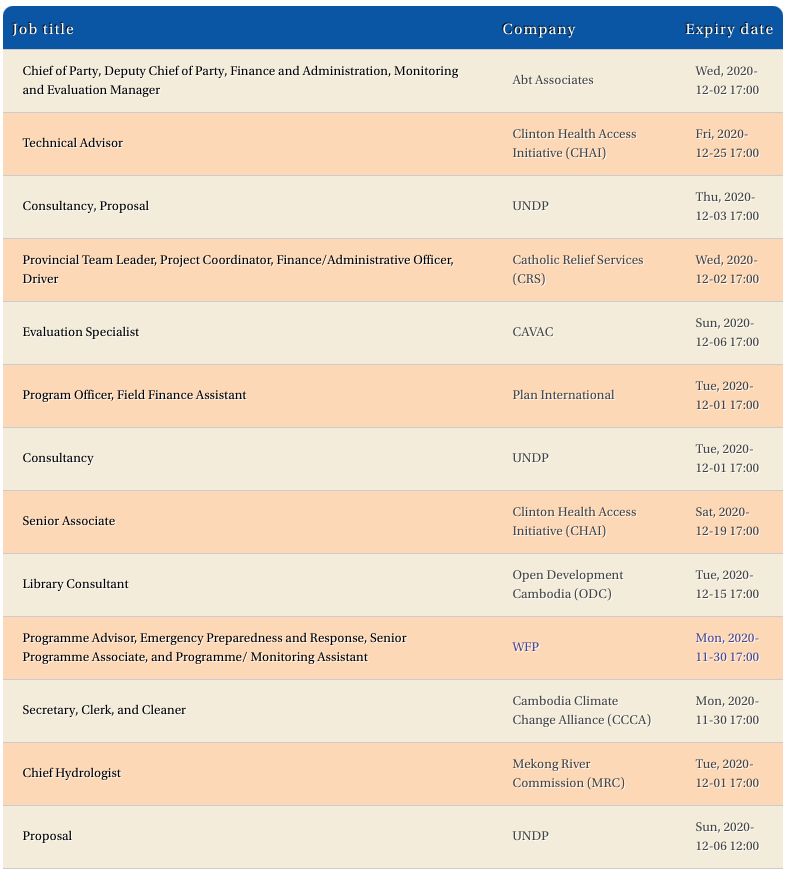 Job title Company Expiry date
Chief of Party, Deputy Chief of Party, Finance and Administration, Monitoring
and Evaluation Manager
Abt Associates
Wed, 2020-
12-02 17:00
Technical Advisor
Clinton Health Access
Initiative (CHAI)
Fri, 2020-
12-25 17:00
Consultancy, Proposal
UNDP
Thu, 2020-
12-03 17:00
Provincial Team Leader, Project Coordinator, Finance/Administrative Officer,
Driver
Catholic Relief Services
(CRS)
Wed, 2020-
12-02 17:00
Evaluation Specialist
CAVAC
Sun, 2020-
12-06 17:00
Program Officer, Field Finance Assistant
Plan International
Tue, 2020-
12-01 17:00
Consultancy
UNDP
Tue, 2020-
12-01 17:00
Senior Associate
Clinton Health Access
Initiative (CHAI)
Sat, 2020-
12-19 17:00
Library Consultant
Open Development
Cambodia (ODC)
Tue, 2020-
12-15 17:00
Programme Advisor, Emergency Preparedness and Response, Senior
Programme Associate, and Programme/ Monitoring Assistant
WFP
Mon, 2020-
11-30 17:00
Secretary, Clerk, and Cleaner
Cambodia Climate
Change Alliance (CCCA)
Mon, 2020-
11-30 17:00
Chief Hydrologist
Mekong River
Commission (MRC)
Tue, 2020-
12-01 17:00
Proposal
UNDP
Sun, 2020-
12-06 12:00